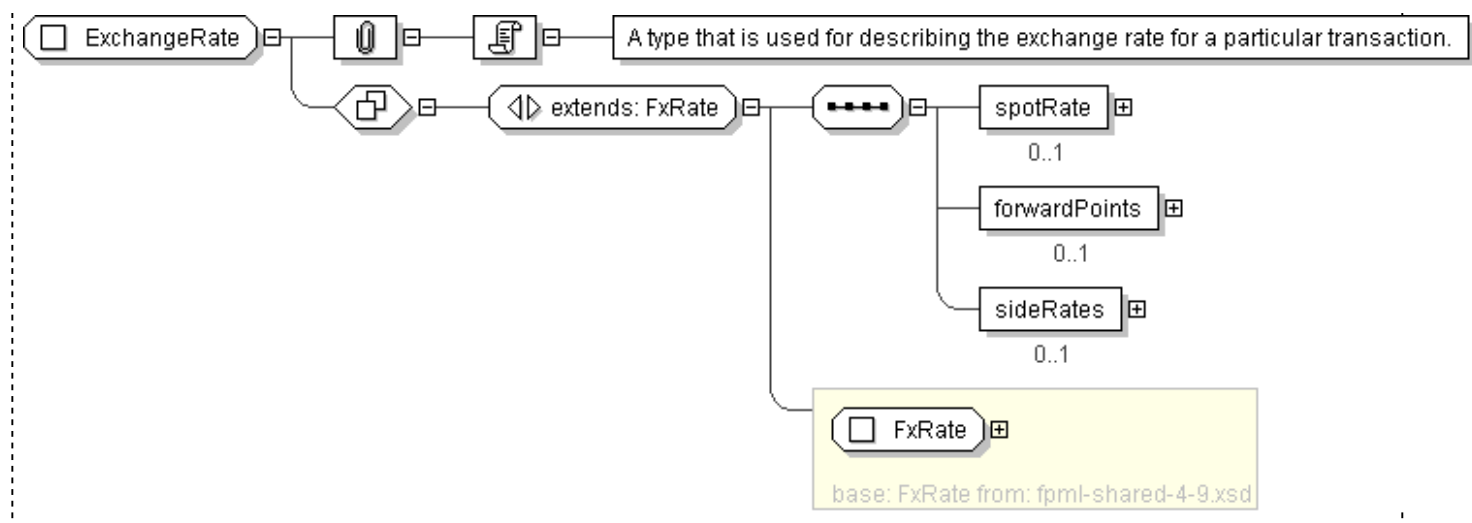 ExchangeRate
A type that is used for describing the exchange rate for a particular transaction.
extends: FxRate
spotRate
0..1
forwardPoints
0..1
sideRates
0..1
FxRate
base: FxRate from: fpml-shared-4-9.xsd